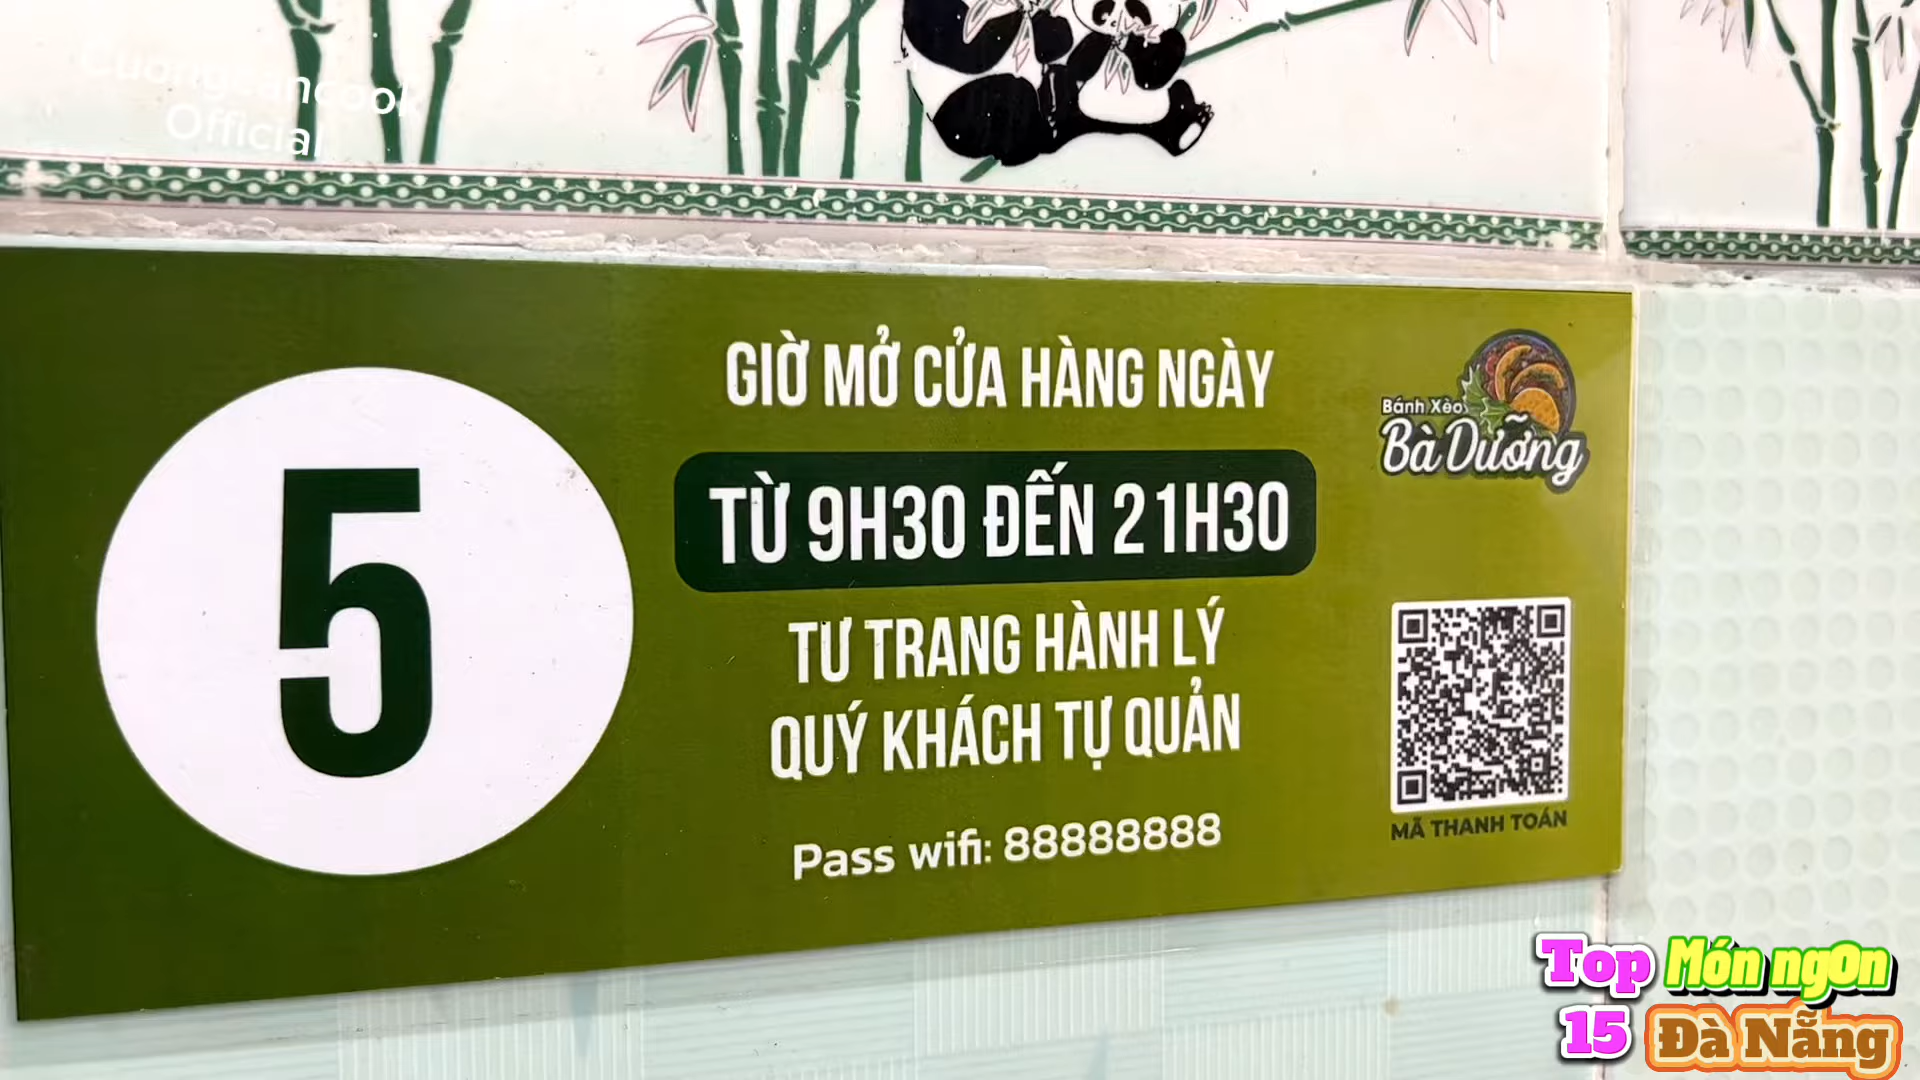 Cuongvancook
Official
5
GIỜ MỞ CỬA HÀNG NGÀY
TỪ 9H30 ĐẾN 21H30
TƯ TRANG HÀNH LÝ
QUÝ KHÁCH TỰ QUẢN
Pass wifi: 88888888
Bánh Xèo
Bà Dưỡng
MÃ THANH TOÁN
Top Món ngOn
15 Đà Nẵng